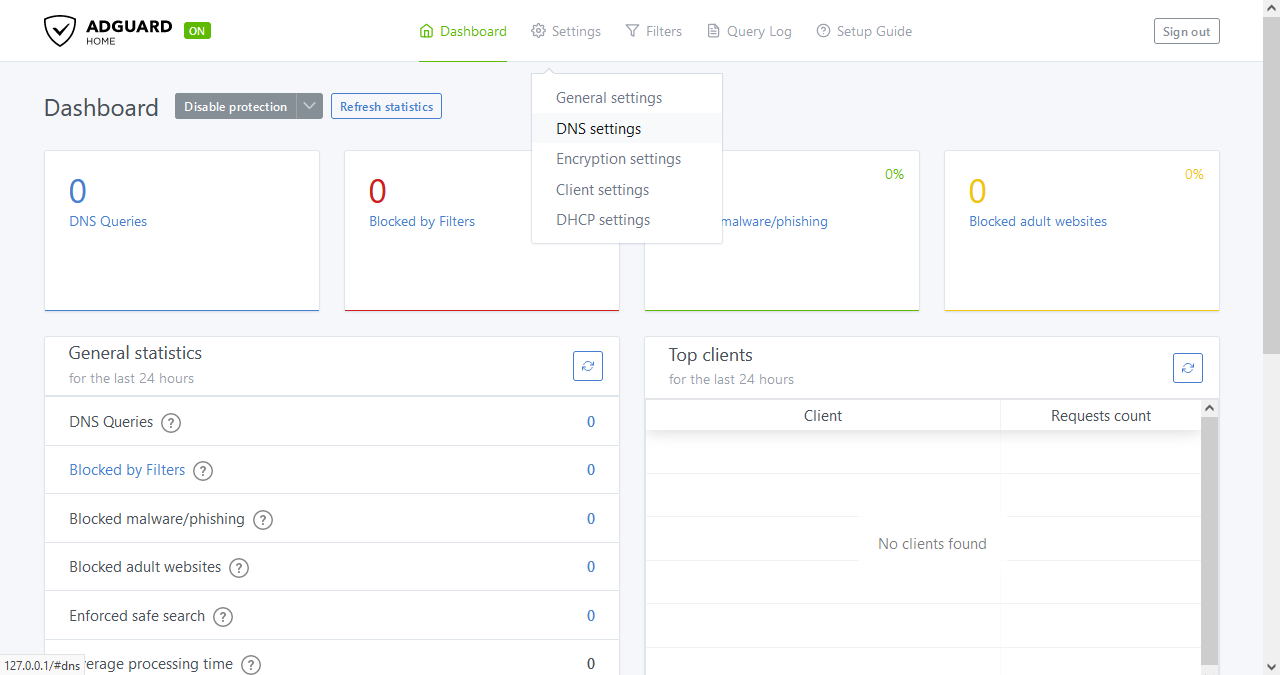 ADGUARD
HOME
ON
Dashboard
Settings
Filters
Query Log
Setup Guide
Sign out
Dashboard
Disable protection
Refresh statistics
General settings
DNS settings
Encryption settings
Client settings
DHCP settings
0
DNS Queries
0
Blocked by Filters
0%
malware/phishing
0%
0
Blocked adult websites
General statistics
for the last 24 hours
DNS Queries ? 0
Blocked by Filters ? 0
Blocked malware/phishing ? 0
Blocked adult websites ? 0
Enforced safe search ? 0
verage processing time ? 0
Top clients
for the last 24 hours
Client
Requests count
No clients found
127.0.0.1/#dns